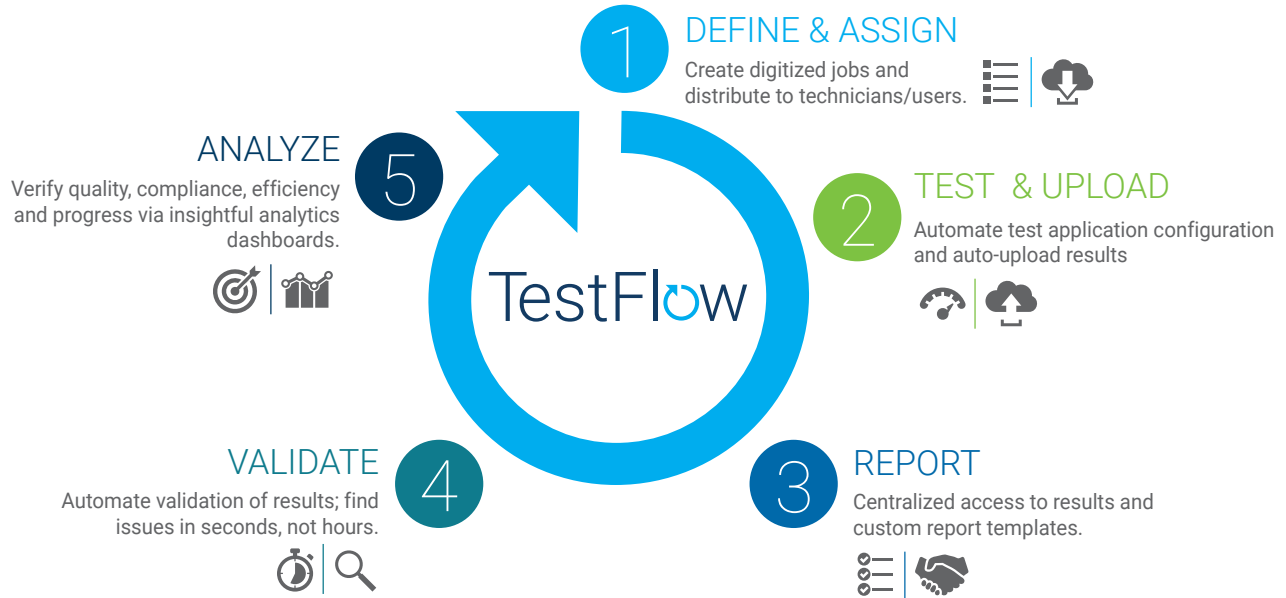 1
DEFINE & ASSIGN
Create digitized jobs and
distribute to technicians/users.
2
TEST & UPLOAD
Automate test application configuration
and auto-upload results
3
REPORT
Centralized access to results and
custom report templates.
4
VALIDATE
Automate validation of results; find
issues in seconds, not hours.
5
ANALYZE
Verify quality, compliance, efficiency
and progress via insightful analytics
dashboards.
TestFlow